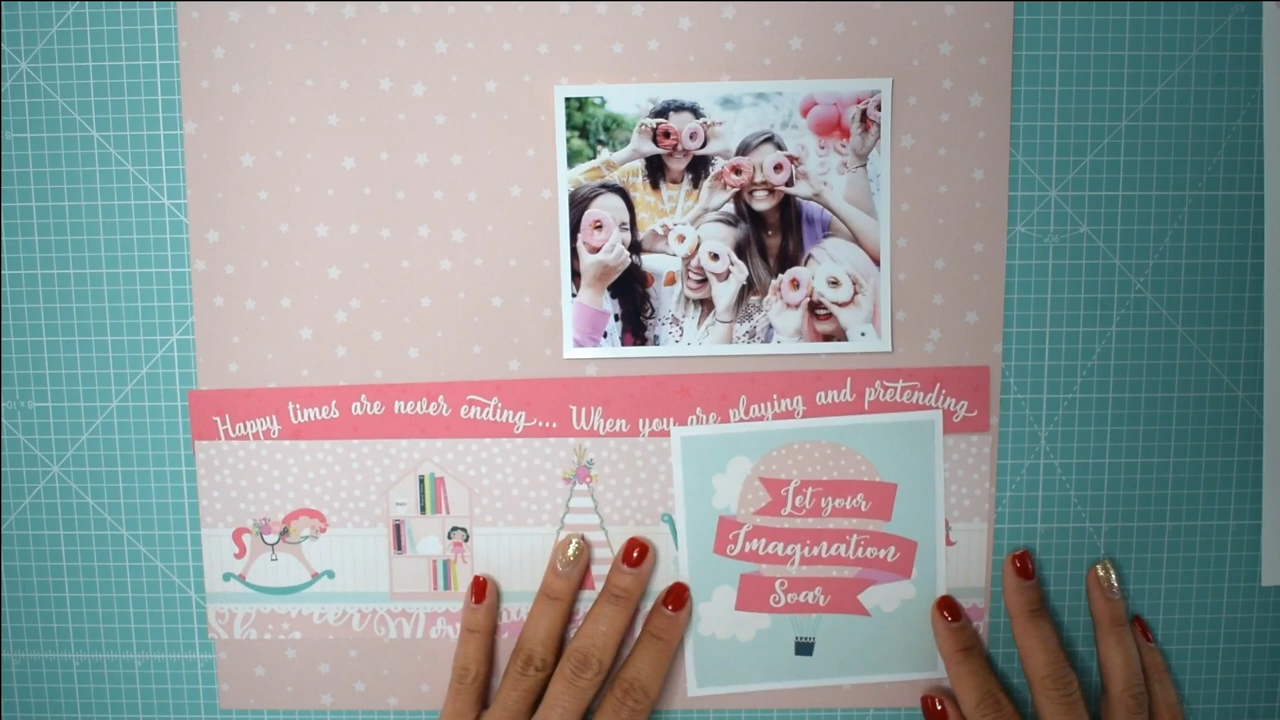 Happy times are never ending... When you are playing and pretending
Let your
Imagination
Soar